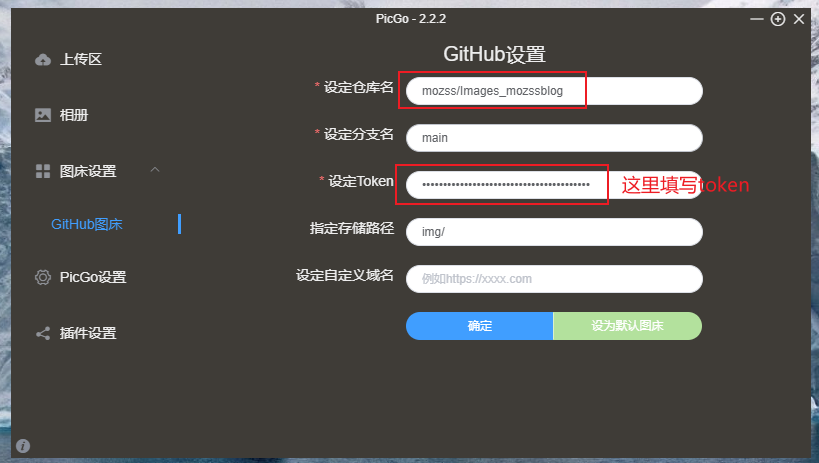 PicGo - 2.2.2
上传区
相册
图床设置
GitHub图床
PicGo设置
插件设置
GitHub设置
* 设定仓库名 mozss/Images_mozssblog
* 设定分支名 main
* 设定Token •••••••••••••••••••••••••••••••••••••••• 这里填写token
指定存储路径 img/
设定自定义域名 例如https://xxxx.com
确定 设为默认图床